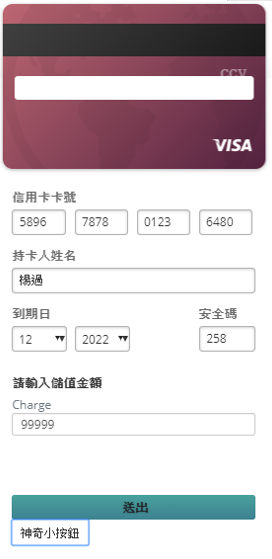 CCV
VISA
信用卡卡號
5896 7878 0123 6480
持卡人姓名
楊過
到期日 安全碼
12 2022 258
請輸入儲值金額
Charge
99999
送出
神奇小按鈕